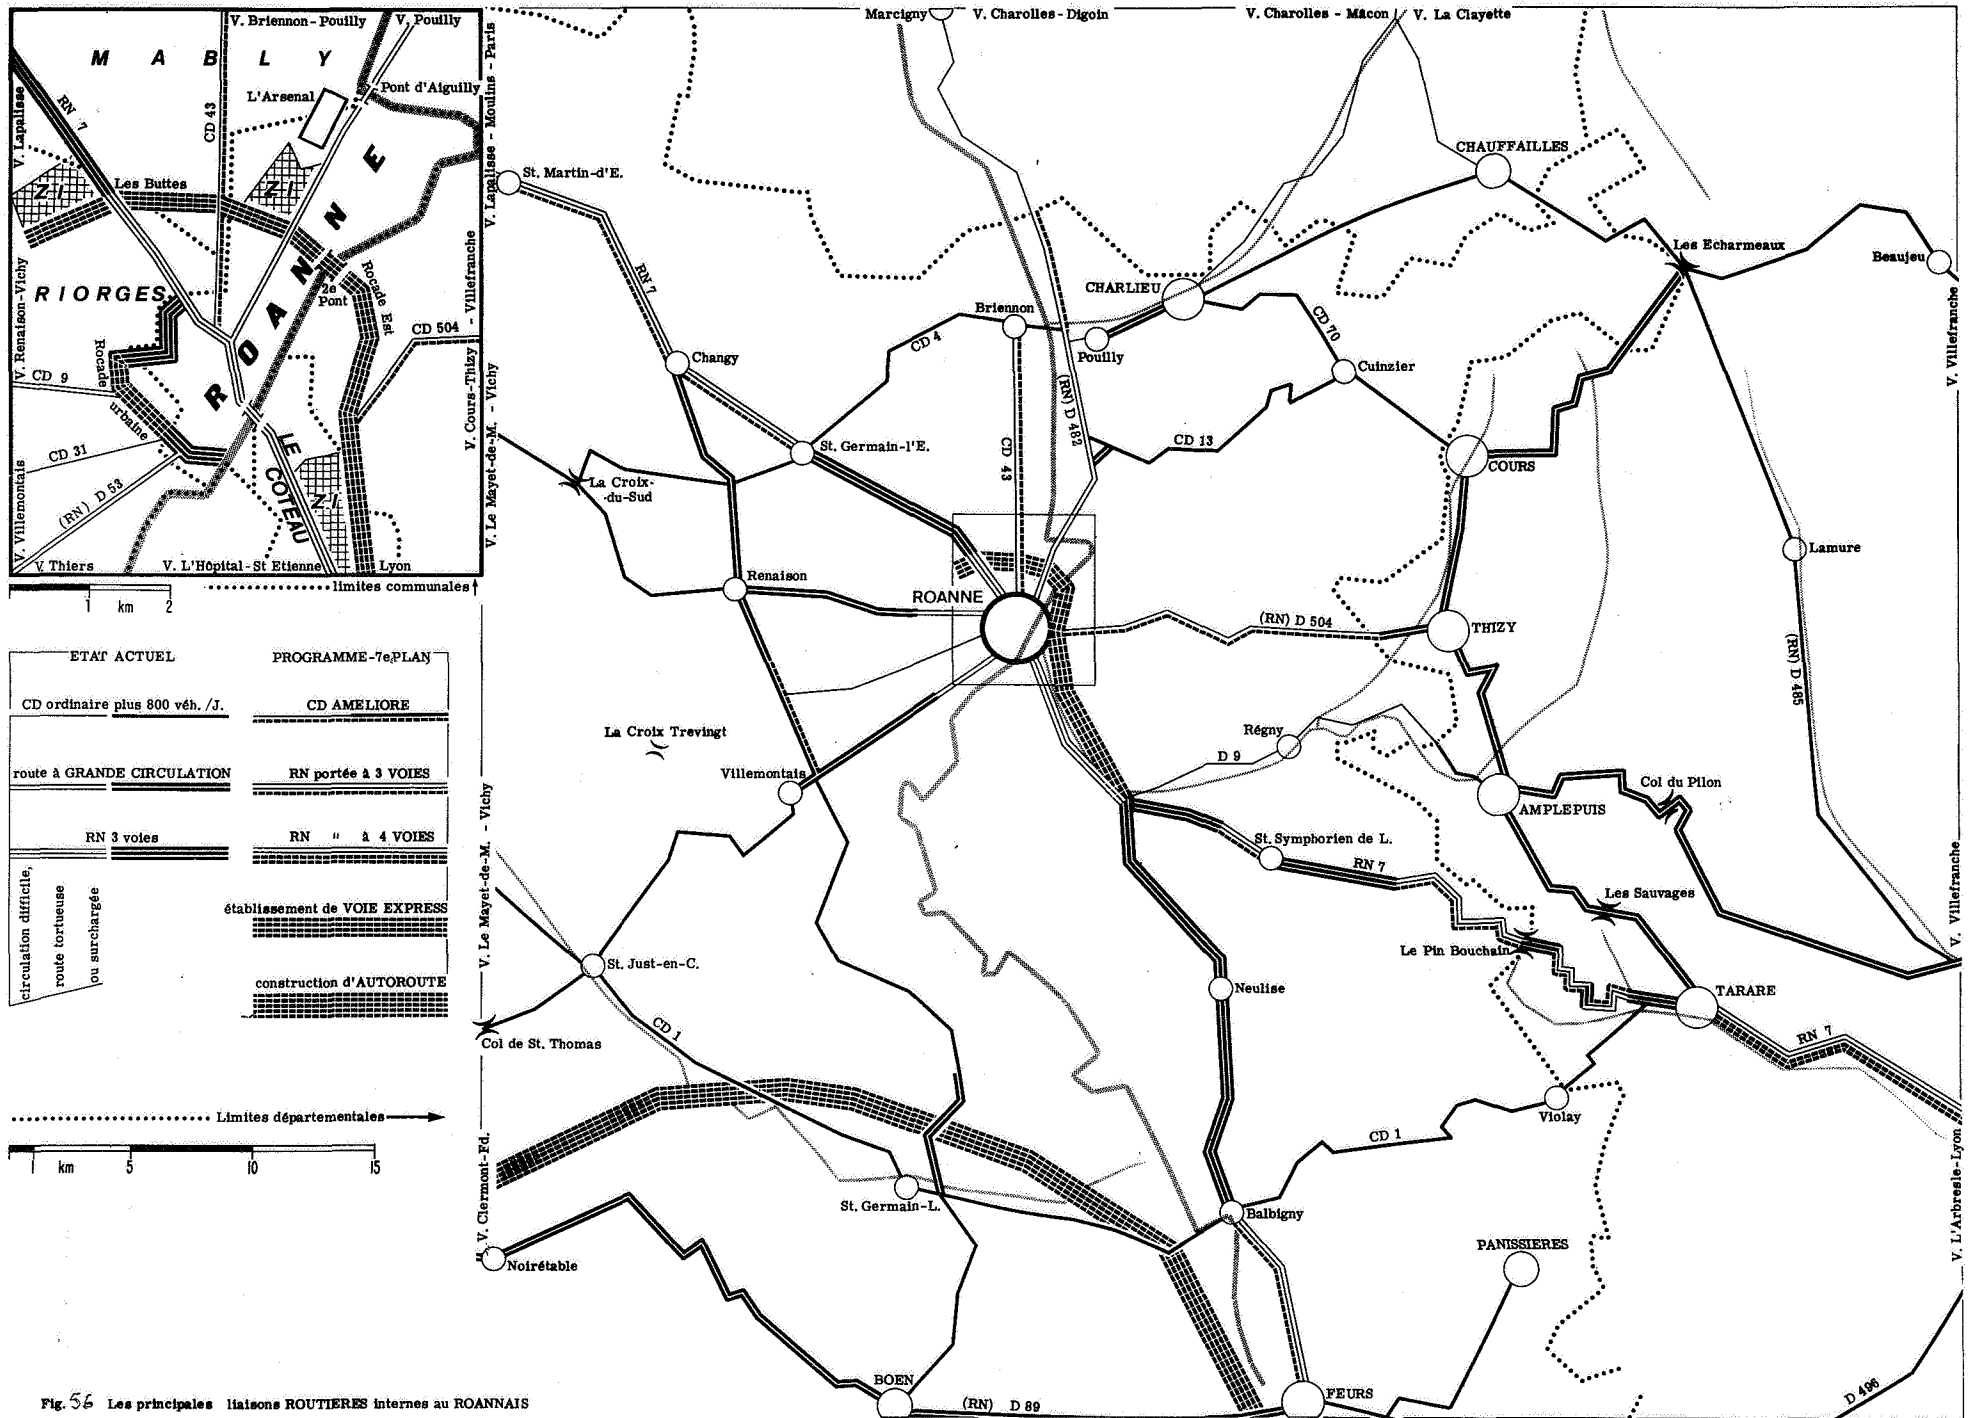 V. Briennon-Pouilly
V. Pouilly
M A B L Y
V. Lapalisse
RN 7
CD 43
L'Arsenal
Pont d'Aiguilly
Z I
Les Buttes
Z I
R O A N N E
RIORGES
2e
Pont
Rocade Est
CD 504
V. Renaison-Vichy
CD 9
Rocade
urbaine
CD 31
(RN) D 53
V. Villemontais
LE
COTEAU
Z I
V. Thiers
V. L'Hôpital-St Etienne
Lyon
V. Cours-Thizy - Villefranche
1 km 2
limites communales
ETAT ACTUEL
PROGRAMME-7e PLAN
CD ordinaire plus 800 véh. /J.
CD AMELIORE
route à GRANDE CIRCULATION
RN portée à 3 VOIES
RN 3 voies
RN " à 4 VOIES
circulation difficile,
route tortueuse
ou surchargée
établissement de VOIE EXPRESS
construction d'AUTOROUTE
Limites départementales
1 km 5 10 15
Marcigny
V. Charolles-Digoin
V. Charolles - Mâcon
V. La Clayette
V. Lapalisse - Moulins - Paris
St. Martin-d'E.
CHAUFFAILLES
Les Echarmeaux
Beaujeu
RN 7
CHARLIEU
Briennon
Pouilly
CD 4
CD 70
Changy
Cuinzier
V. Villefranche
V. Le Mayet-de-M. - Vichy
(RN) D 482
St. Germain-l'E.
CD 43
CD 13
COURS
La Croix-
-du-Sud
Lamure
Renaison
ROANNE
(RN) D 504
THIZY
(RN) D 485
La Croix Trevingt
Régny
D 9
Villemontais
Col du Pilon
AMPLEPUIS
V. Le Mayet-de-M. - Vichy
St. Symphorien de L.
RN 7
Les Sauvages
V. Villefranche
Le Pin Bouchain
St. Just-en-C.
Neulise
TARARE
CD 1
RN 7
Col de St. Thomas
Violay
CD 1
V. Clermont-Fd.
St. Germain-L.
Balbigny
V. L'Arbresle-Lyon
Noirétable
PANISSIERES
BOEN
(RN) D 89
FEURS
D 496
Fig. 56 Les principales liaisons ROUTIERES internes au ROANNAIS